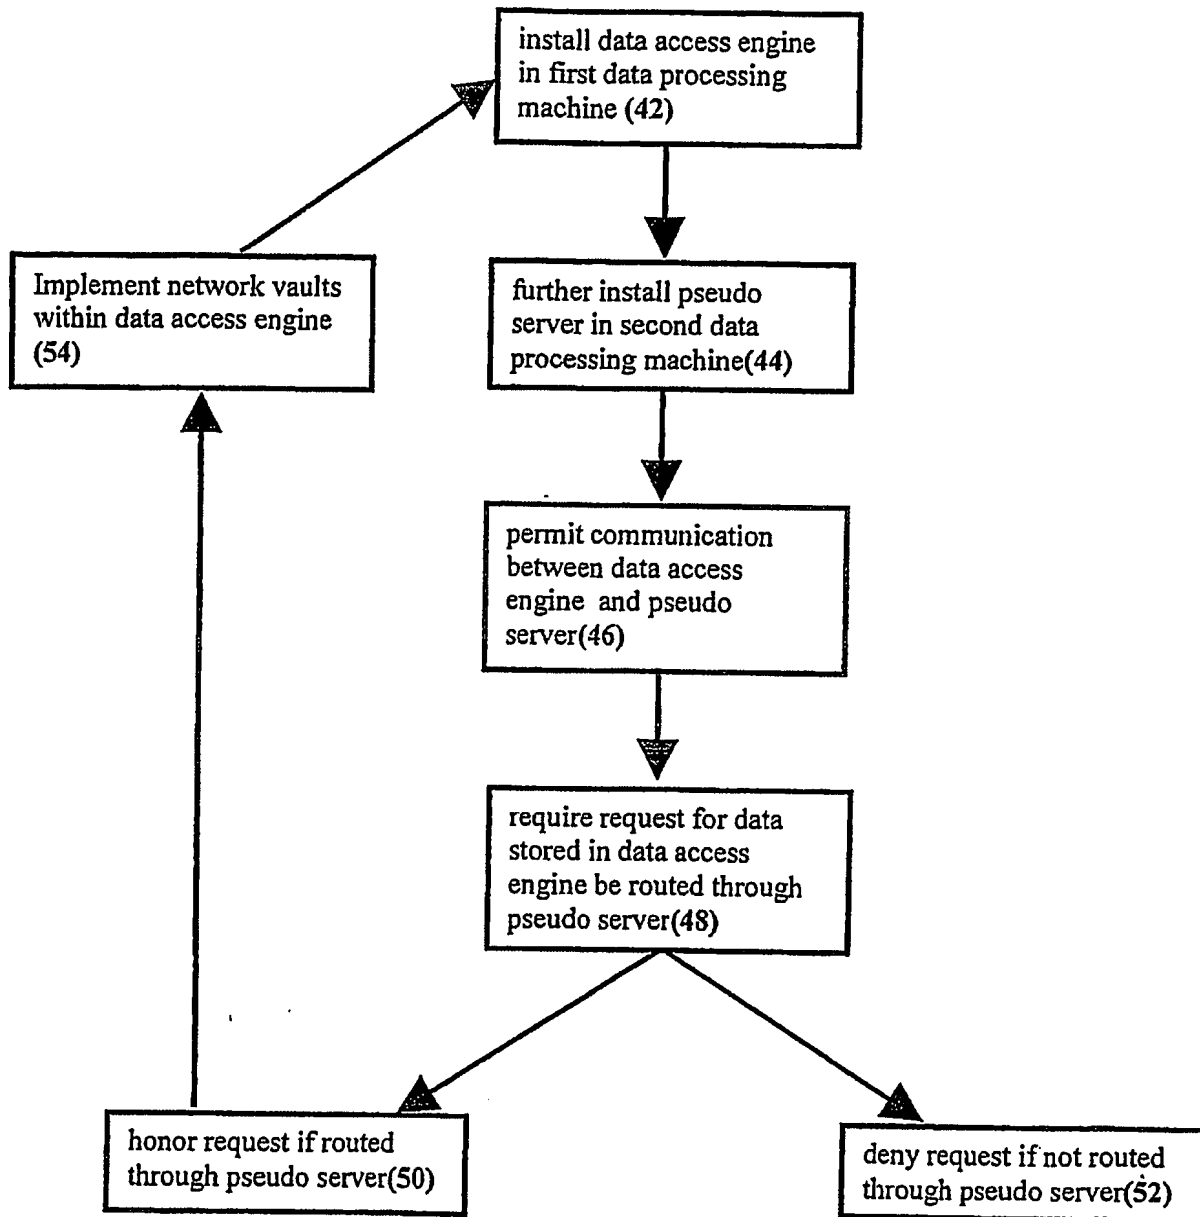 install data access engine
in first data processing
machine (42)
Implement network vaults
within data access engine
(54)
further install pseudo
server in second data
processing machine(44)
permit communication
between data access
engine and pseudo
server(46)
require request for data
stored in data access
engine be routed through
pseudo server(48)
honor request if routed
through pseudo server(50)
deny request if not routed
through pseudo server(52)